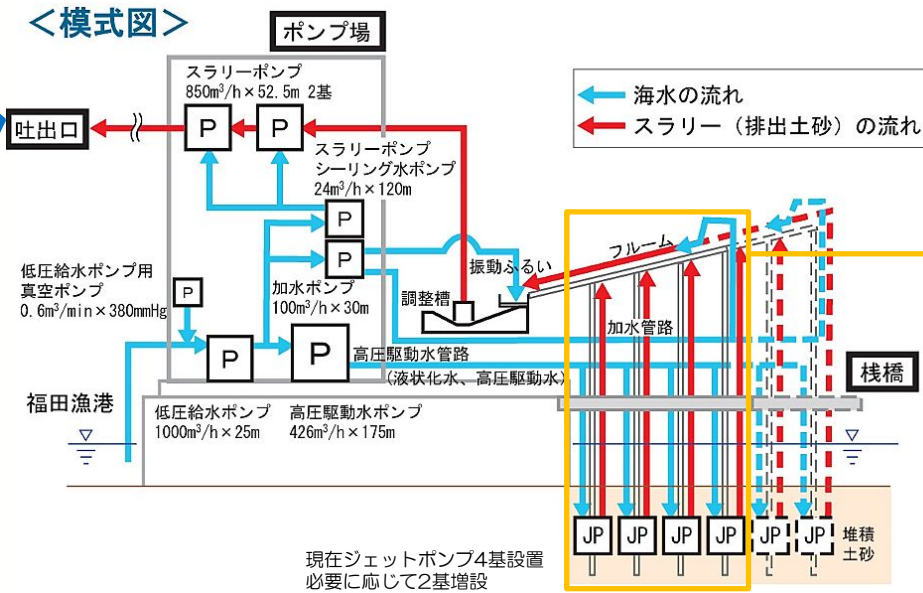 ＜模式図＞
ポンプ場
スラリーポンプ
850m³/h×52.5m 2基
海水の流れ
スラリー（排出土砂）の流れ
吐出口
P
P
スラリーポンプ
シーリング水ポンプ
24m³/h×120m
P
P
フルーム
振動ふるい
低圧給水ポンプ用
真空ポンプ
0.6m³/min×380mmHg
P
加水ポンプ
100m³/h×30m
調整槽
加水管路
P
P
高圧駆動水管路
（液状化水、高圧駆動水）
桟橋
福田漁港
低圧給水ポンプ
1000m³/h×25m
高圧駆動水ポンプ
426m³/h×175m
JP
JP
JP
JP
JP
JP
堆積
土砂
現在ジェットポンプ4基設置
必要に応じて2基増設